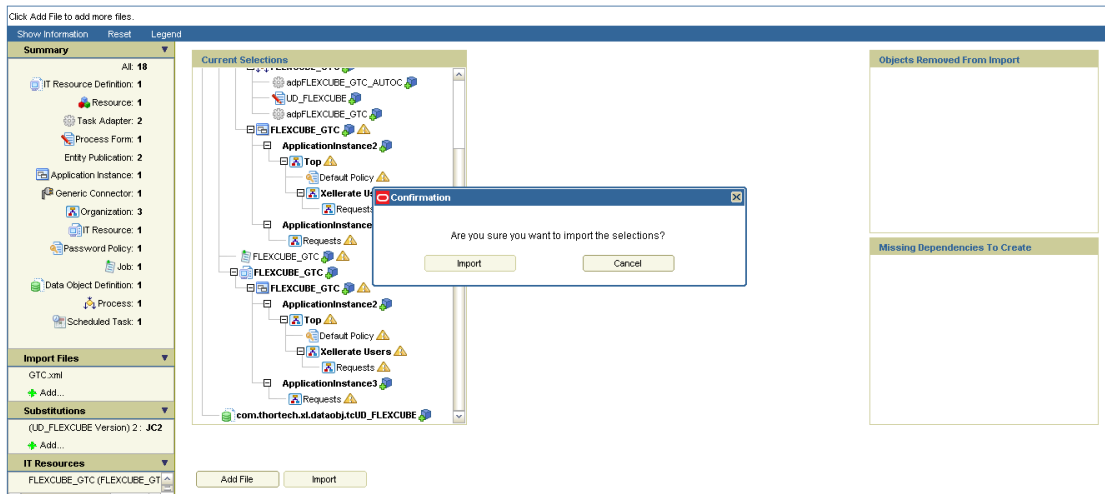 Click Add File to add more files.
Show Information Reset Legend
Summary
All: 18
IT Resource Definition: 1
Resource: 1
Task Adapter: 2
Process Form: 1
Entity Publication: 2
Application Instance: 1
Generic Connector: 1
Organization: 3
IT Resource: 1
Password Policy: 1
Job: 1
Data Object Definition: 1
Process: 1
Scheduled Task: 1
Import Files
GTC.xml
Add...
Substitutions
(UD_FLEXCUBE Version) 2 : JC2
Add...
IT Resources
FLEXCUBE_GTC (FLEXCUBE_GT
Current Selections
adpFLEXCUBE_GTC_AUTOC
UD_FLEXCUBE
adpFLEXCUBE_GTC
FLEXCUBE_GTC
ApplicationInstance2
Top
Default Policy
Xellerate Us
Requests
ApplicationInstance
Requests
FLEXCUBE_GTC
FLEXCUBE_GTC
FLEXCUBE_GTC
ApplicationInstance2
Top
Default Policy
Xellerate Users
Requests
ApplicationInstance3
Requests
com.thortech.xl.dataobj.tcUD_FLEXCUBE
Add File Import
Confirmation
Are you sure you want to import the selections?
Import Cancel
Objects Removed From Import
Missing Dependencies To Create